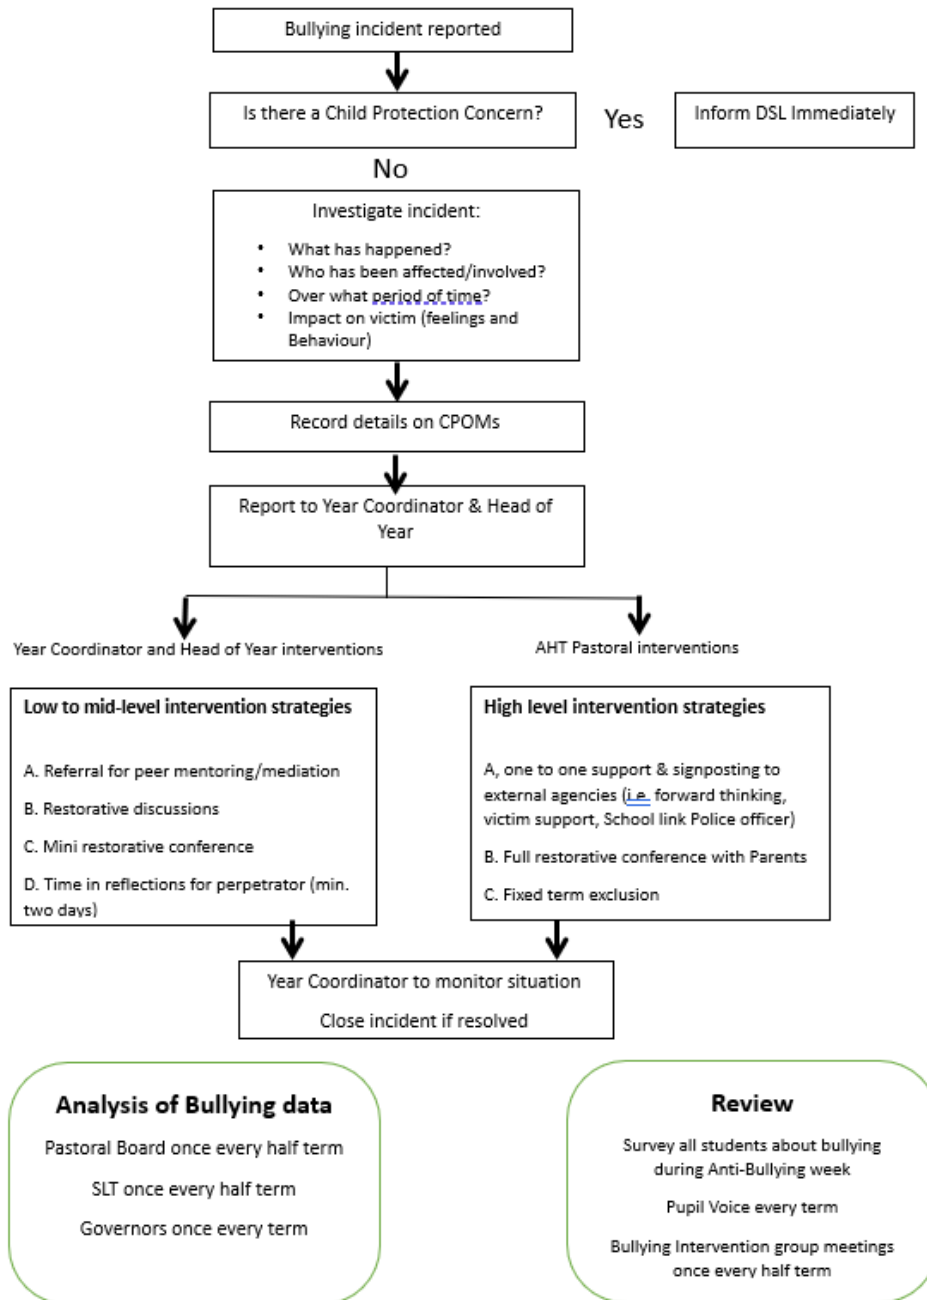 Bullying incident reported
Is there a Child Protection Concern?
Yes
Inform DSL Immediately
No
Investigate incident:
• What has happened?
• Who has been affected/involved?
• Over what period of time?
• Impact on victim (feelings and
Behaviour)
Record details on CPOMs
Report to Year Coordinator & Head of
Year
Year Coordinator and Head of Year interventions
Low to mid-level intervention strategies
A. Referral for peer mentoring/mediation
B. Restorative discussions
C. Mini restorative conference
D. Time in reflections for perpetrator (min.
two days)
AHT Pastoral interventions
High level intervention strategies
A, one to one support & signposting to
external agencies (i.e. forward thinking,
victim support, School link Police officer)
B. Full restorative conference with Parents
C. Fixed term exclusion
Year Coordinator to monitor situation
Close incident if resolved
Analysis of Bullying data
Pastoral Board once every half term
SLT once every half term
Governors once every term
Review
Survey all students about bullying
during Anti-Bullying week
Pupil Voice every term
Bullying Intervention group meetings
once every half term